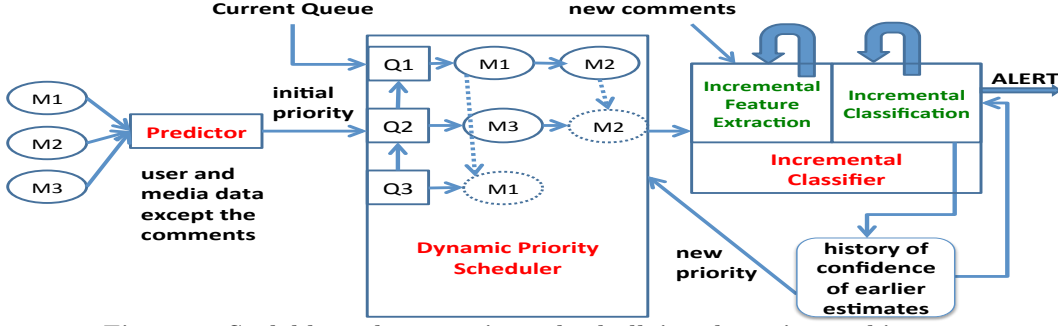 Current Queue
new comments
M1
M2
M3
Predictor
user and
media data
except the
comments
initial
priority
Q1
M1
M2
Q2
M3
M2
Q3
M1
Dynamic Priority
Scheduler
Incremental
Feature
Extraction
Incremental
Classification
Incremental
Classifier
ALERT
new
priority
history of
confidence
of earlier
estimates